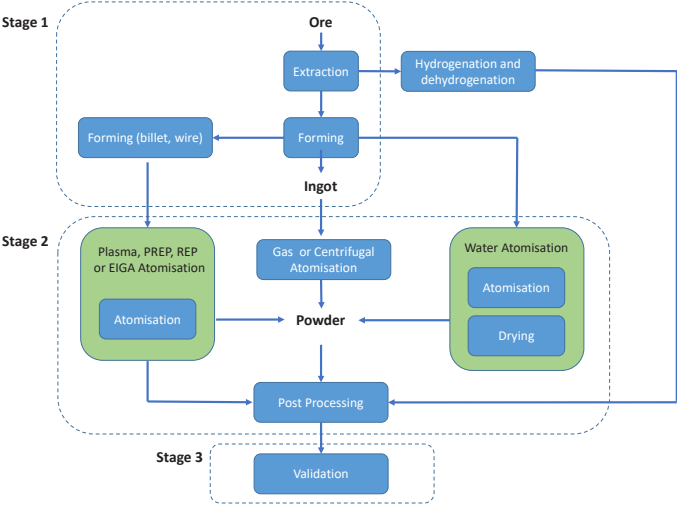 Stage 1
Ore
Extraction
Hydrogenation and
dehydrogenation
Forming (billet, wire)
Forming
Ingot
Stage 2
Plasma, PREP, REP
or EIGA Atomisation
Atomisation
Gas or Centrifugal
Atomisation
Water Atomisation
Atomisation
Drying
Powder
Post Processing
Stage 3
Validation